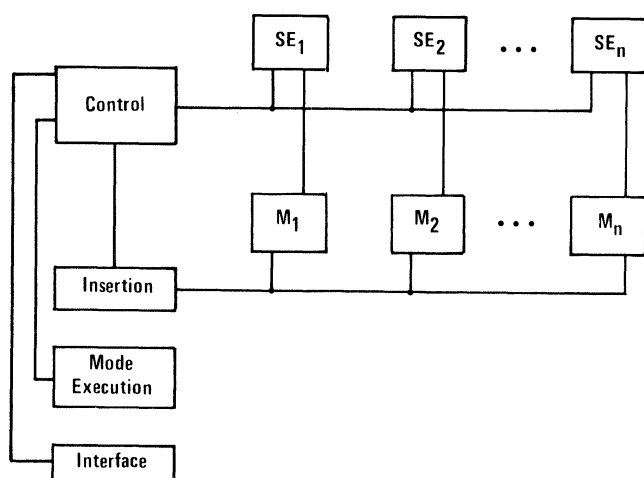 SE₁ SE₂ • • • SEₙ
Control
M₁ M₂ • • • Mₙ
Insertion
Mode
Execution
Interface